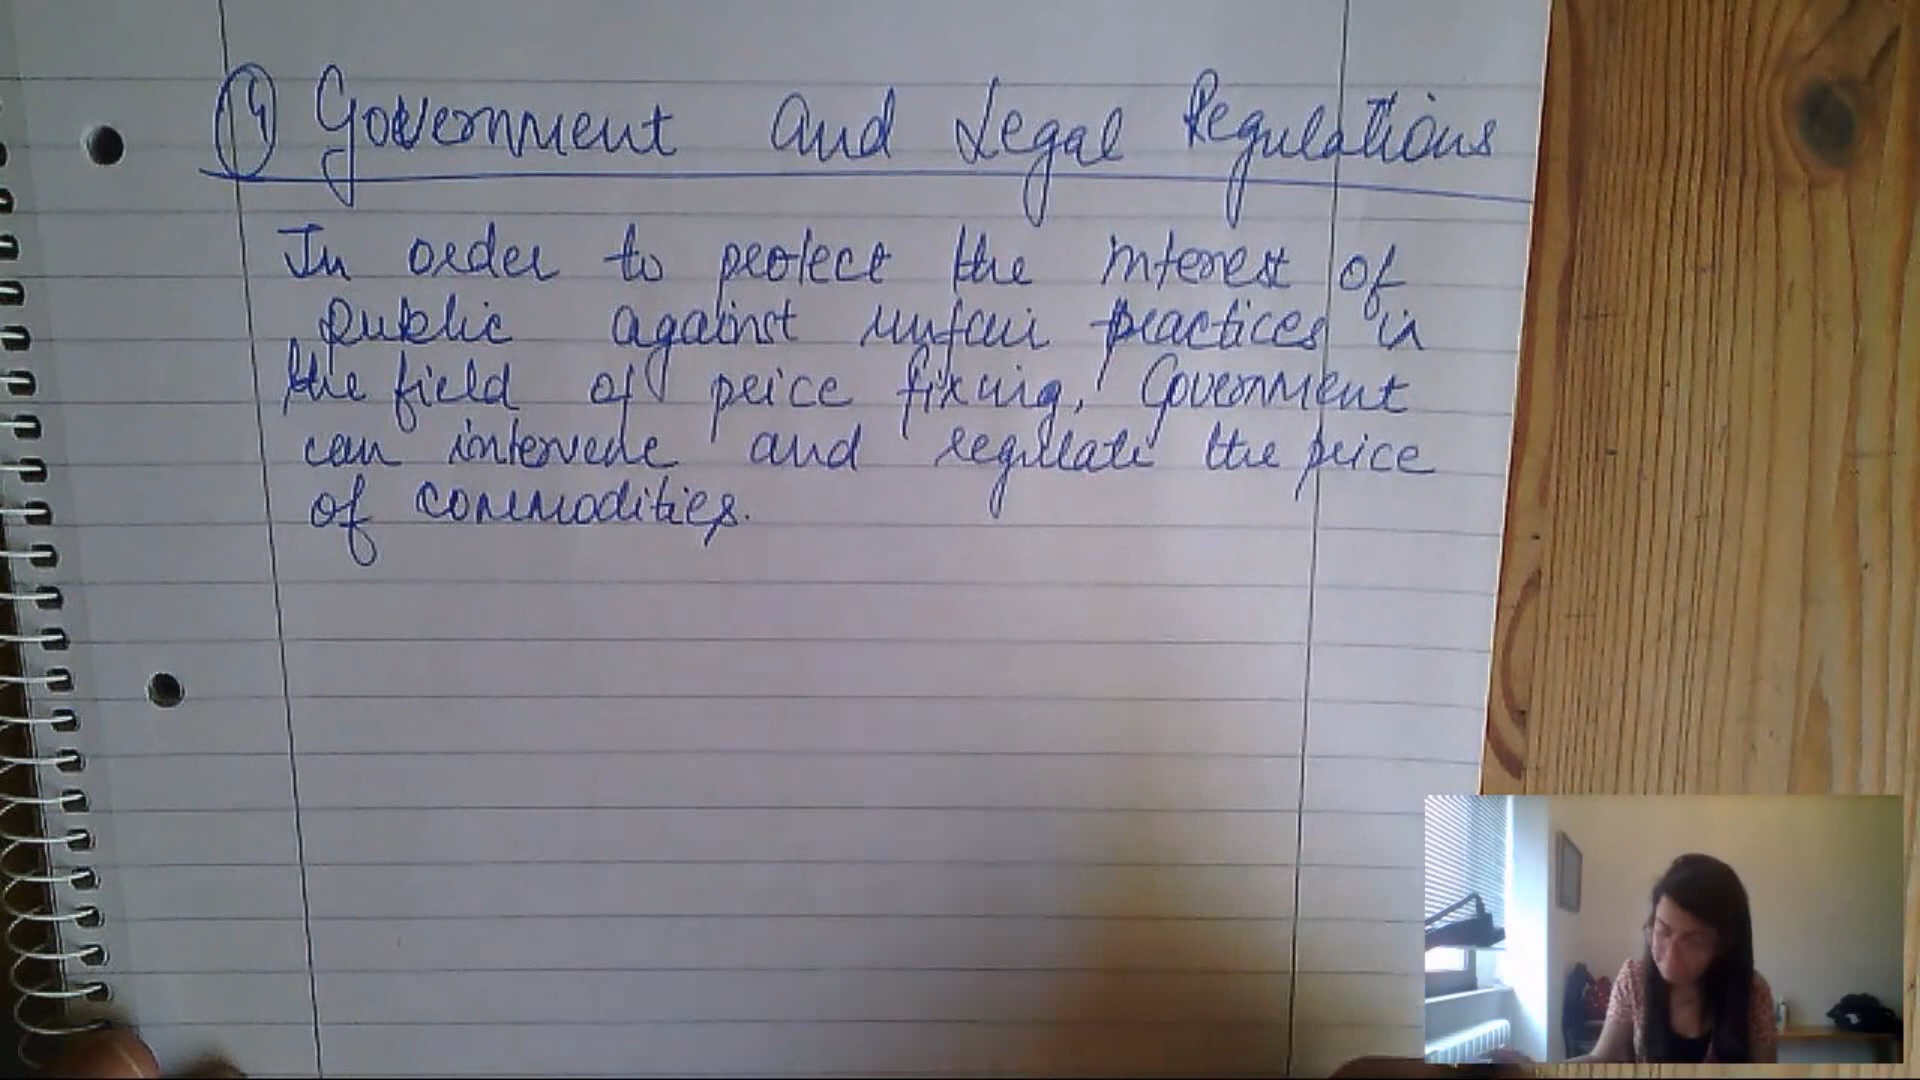 4 Government and Legal Regulations
In order to protect the interest of
public against unfair practices in
the field of price fixing, Government
can intervene and regulate the price
of commodities.